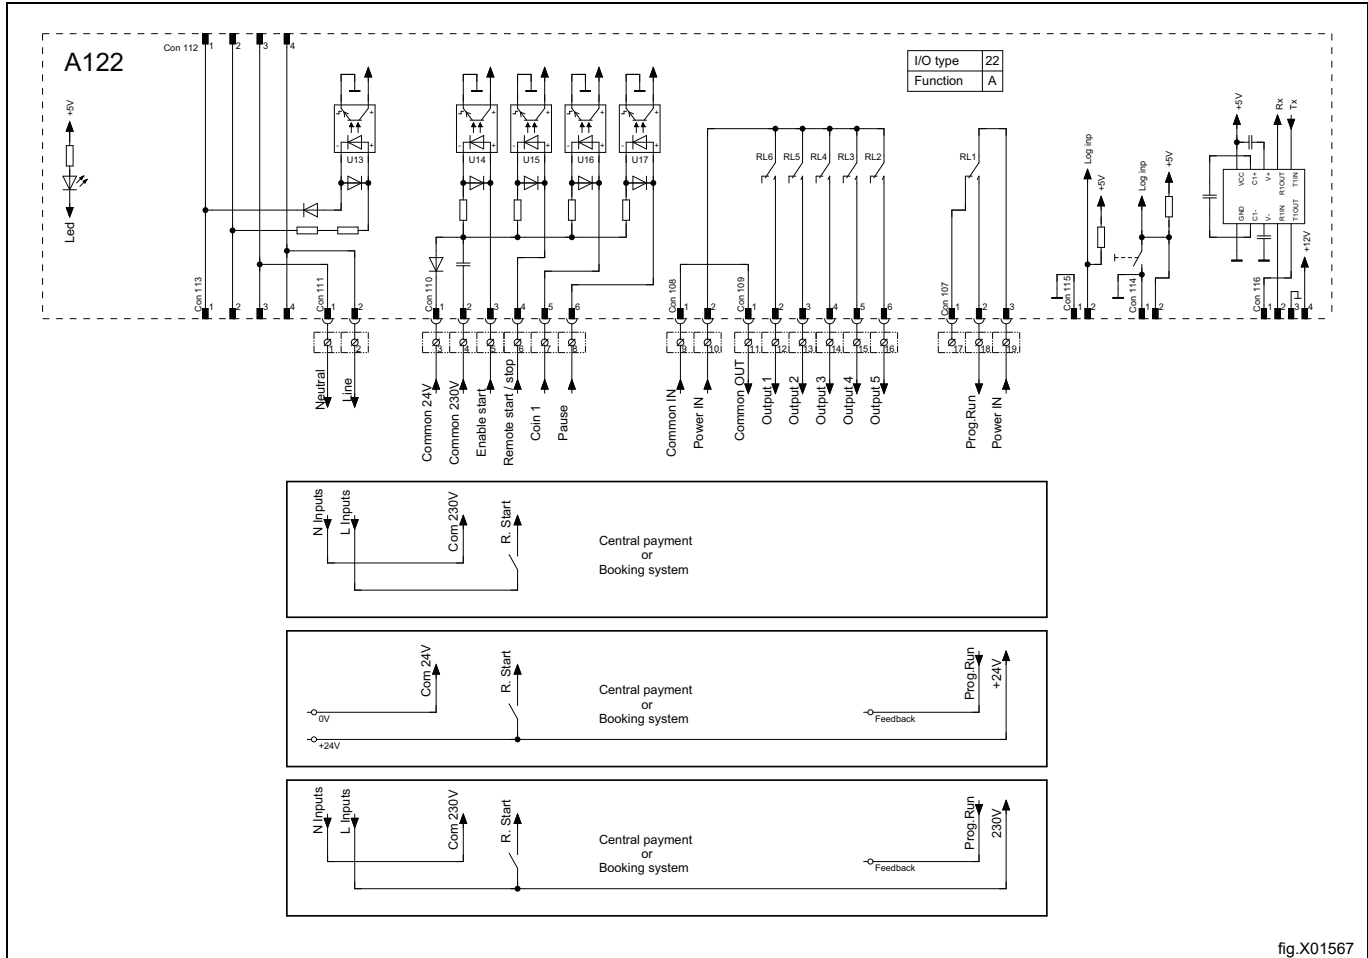 A122
Con 112
1
2
3
4
I/O type 22
Function A
+5V
Led
U13
U14
U15
U16
U17
RL6
RL5
RL4
RL3
RL2
RL1
Log inp
+5V
Log inp
+5V
+5V
Rx
Tx
VCC
C1+
V+
R1OUT
T1IN
GND
C1-
V-
R1IN
T1OUT
+12V
Con 113
1
2
3
4
Con 111
1
2
Con 110
1
2
3
4
5
6
Con 108
1
2
Con 109
1
2
3
4
5
6
Con 107
1
2
3
Con 115
1
2
Con 114
1
2
Con 116
1
2
3
4
1
2
3
4
5
6
7
8
9
10
11
12
13
14
15
16
17
18
19
Neutral
Line
Common 24V
Common 230V
Enable start
Remote start / stop
Coin 1
Pause
Common IN
Power IN
Common OUT
Output 1
Output 2
Output 3
Output 4
Output 5
Prog.Run
Power IN
N Inputs
L Inputs
Com 230V
R. Start
Central payment
or
Booking system
0V
+24V
Com 24V
R. Start
Central payment
or
Booking system
Feedback
Prog.Run
+24V
N Inputs
L Inputs
Com 230V
R. Start
Central payment
or
Booking system
Feedback
Prog.Run
230V
fig.X01567